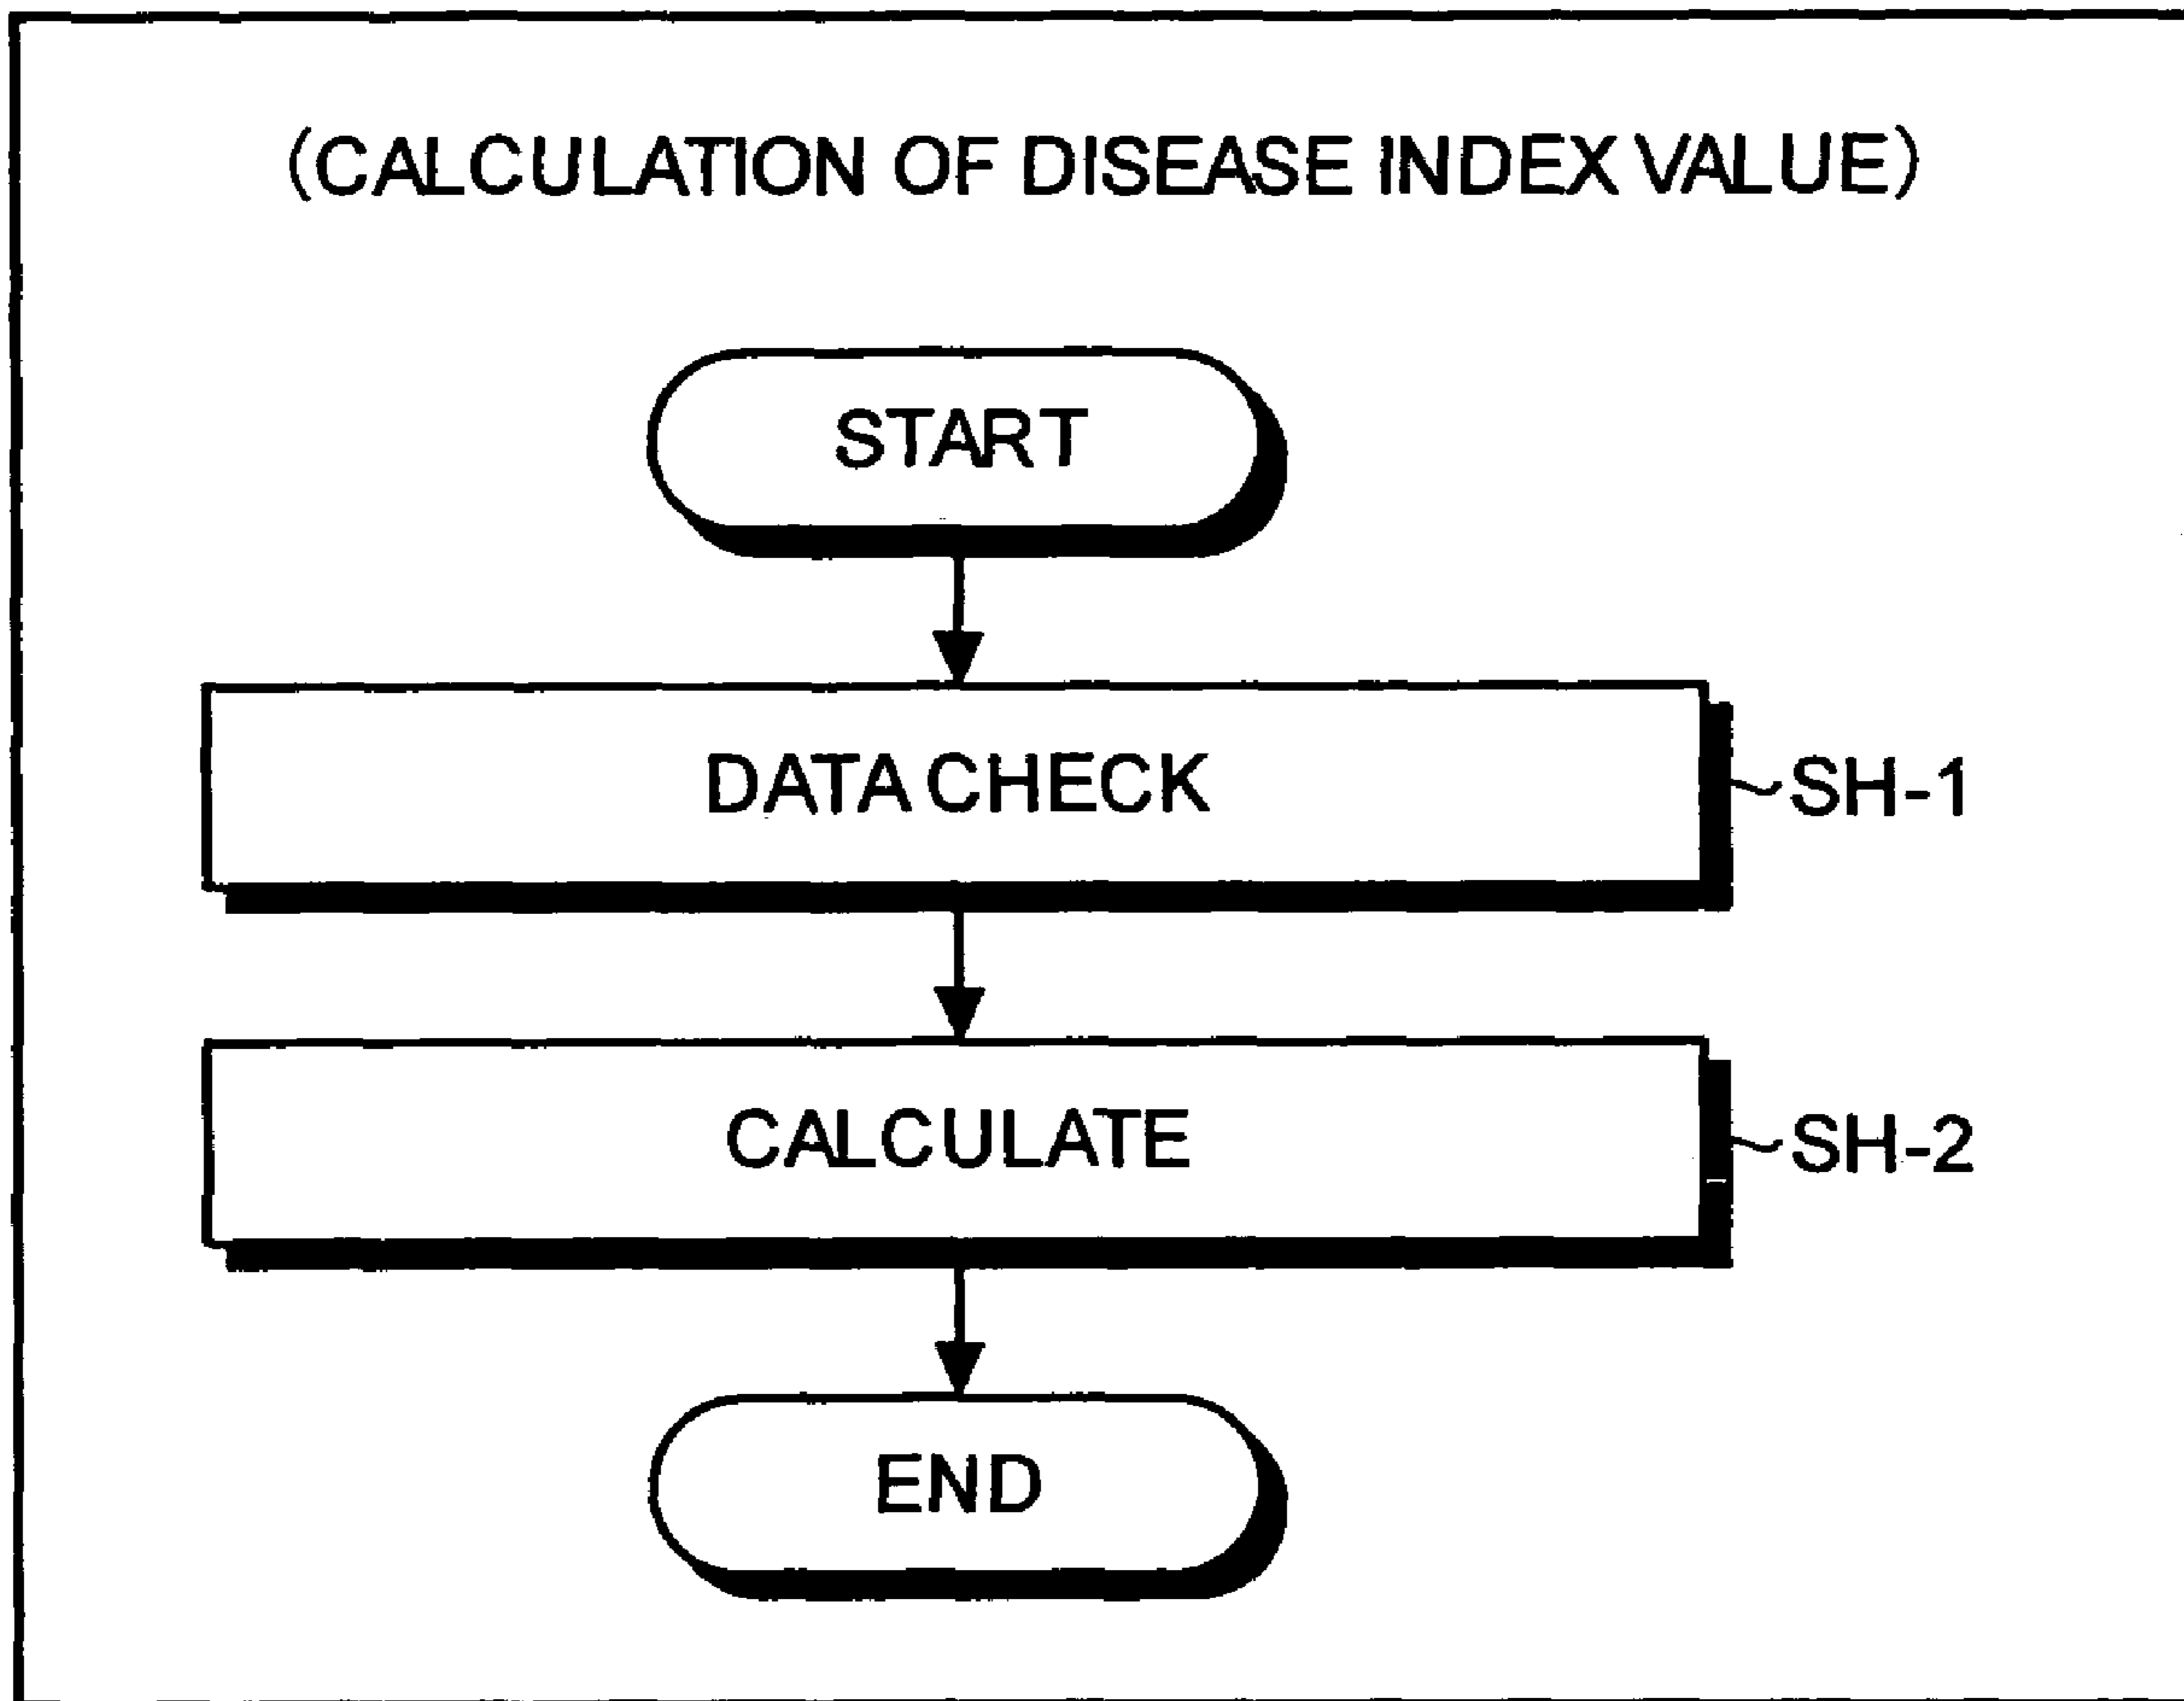 (CALCULATION OF DISEASE INDEX VALUE)
START
DATA CHECK
SH-1
CALCULATE
SH-2
END